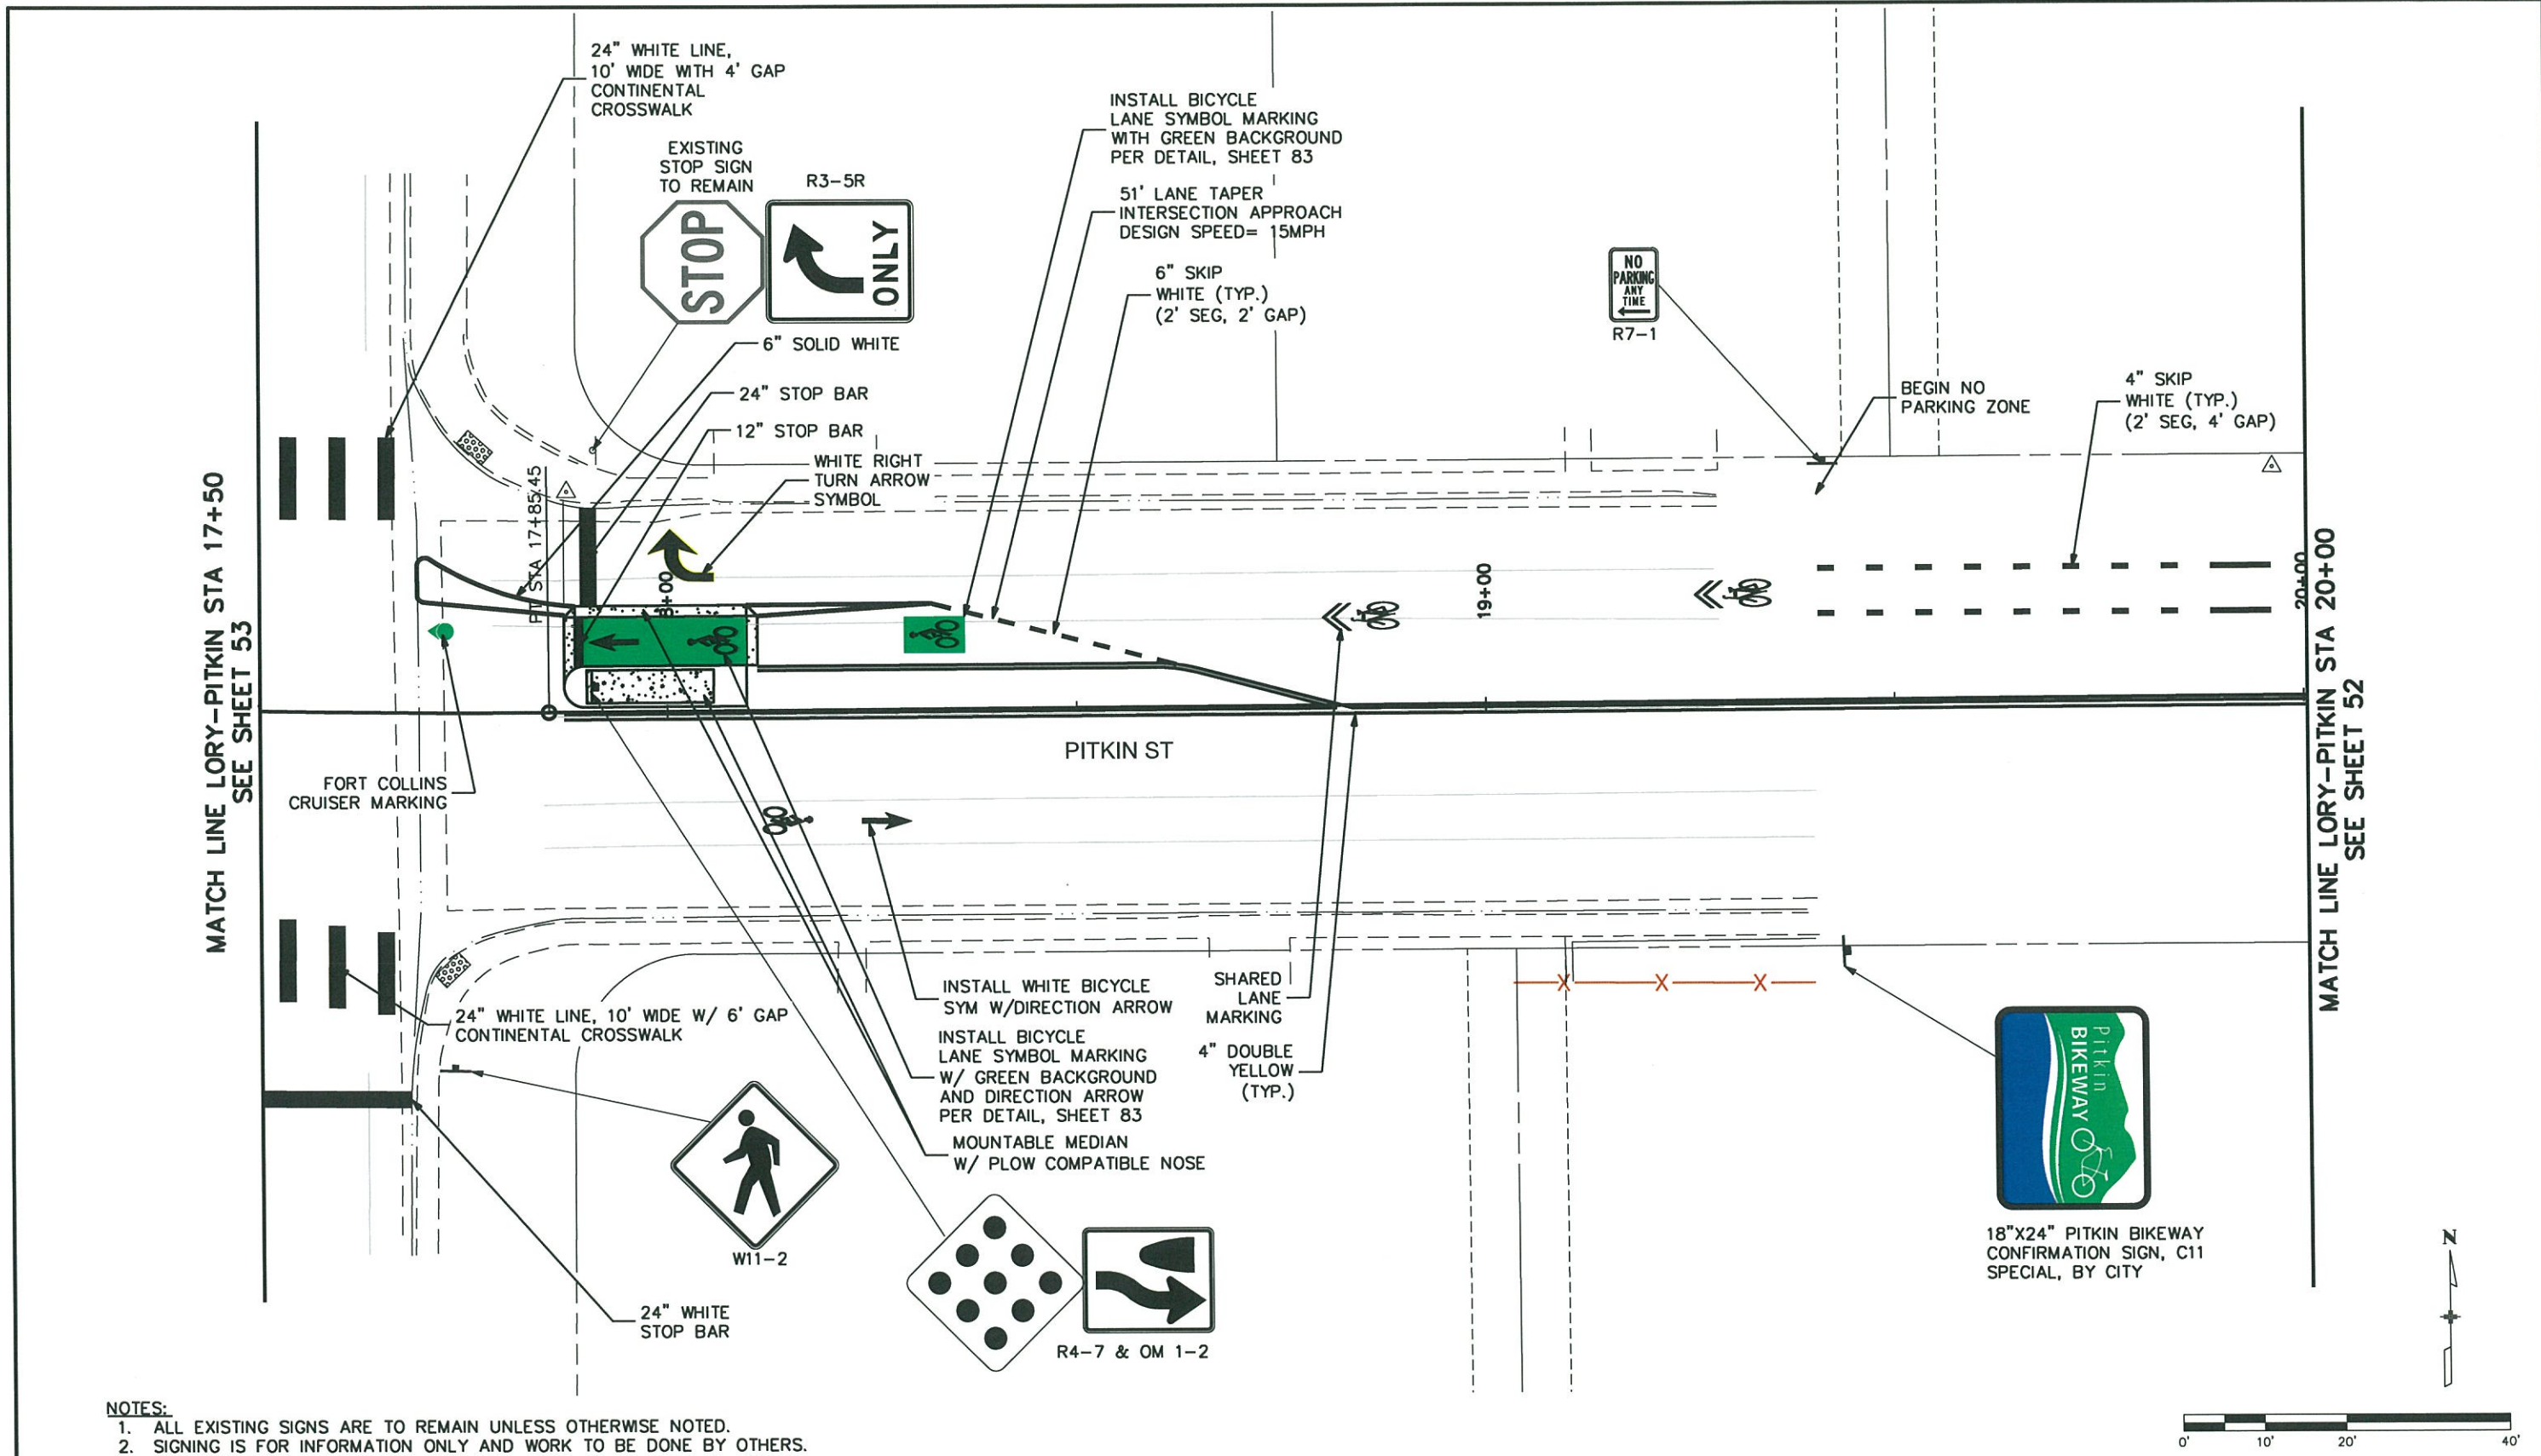 24" WHITE LINE,
10' WIDE WITH 4' GAP
CONTINENTAL
CROSSWALK
EXISTING
STOP SIGN
TO REMAIN
STOP
R3-5R
ONLY
INSTALL BICYCLE
LANE SYMBOL MARKING
WITH GREEN BACKGROUND
PER DETAIL, SHEET 83
51' LANE TAPER
INTERSECTION APPROACH
DESIGN SPEED= 15MPH
6" SKIP
WHITE (TYP.)
(2' SEG, 2' GAP)
NO
PARKING
ANY
TIME
R7-1
6" SOLID WHITE
24" STOP BAR
12" STOP BAR
WHITE RIGHT
TURN ARROW
SYMBOL
BEGIN NO
PARKING ZONE
4" SKIP
WHITE (TYP.)
(2' SEG, 4' GAP)
MATCH LINE LORY-PITKIN STA 17+50
SEE SHEET 53
STA 17+85.45
19+00
20+00
MATCH LINE LORY-PITKIN STA 20+00
SEE SHEET 52
PITKIN ST
FORT COLLINS
CRUISER MARKING
24" WHITE LINE, 10' WIDE W/ 6' GAP
CONTINENTAL CROSSWALK
INSTALL WHITE BICYCLE
SYM W/DIRECTION ARROW
SHARED
LANE
MARKING
INSTALL BICYCLE
LANE SYMBOL MARKING
W/ GREEN BACKGROUND
AND DIRECTION ARROW
PER DETAIL, SHEET 83
4" DOUBLE
YELLOW
(TYP.)
MOUNTABLE MEDIAN
W/ PLOW COMPATIBLE NOSE
W11-2
24" WHITE
STOP BAR
R4-7 & OM 1-2
Pitkin
BIKEWAY
18"X24" PITKIN BIKEWAY
CONFIRMATION SIGN, C11
SPECIAL, BY CITY
N
NOTES:
1. ALL EXISTING SIGNS ARE TO REMAIN UNLESS OTHERWISE NOTED.
2. SIGNING IS FOR INFORMATION ONLY AND WORK TO BE DONE BY OTHERS.
0' 10' 20' 40'